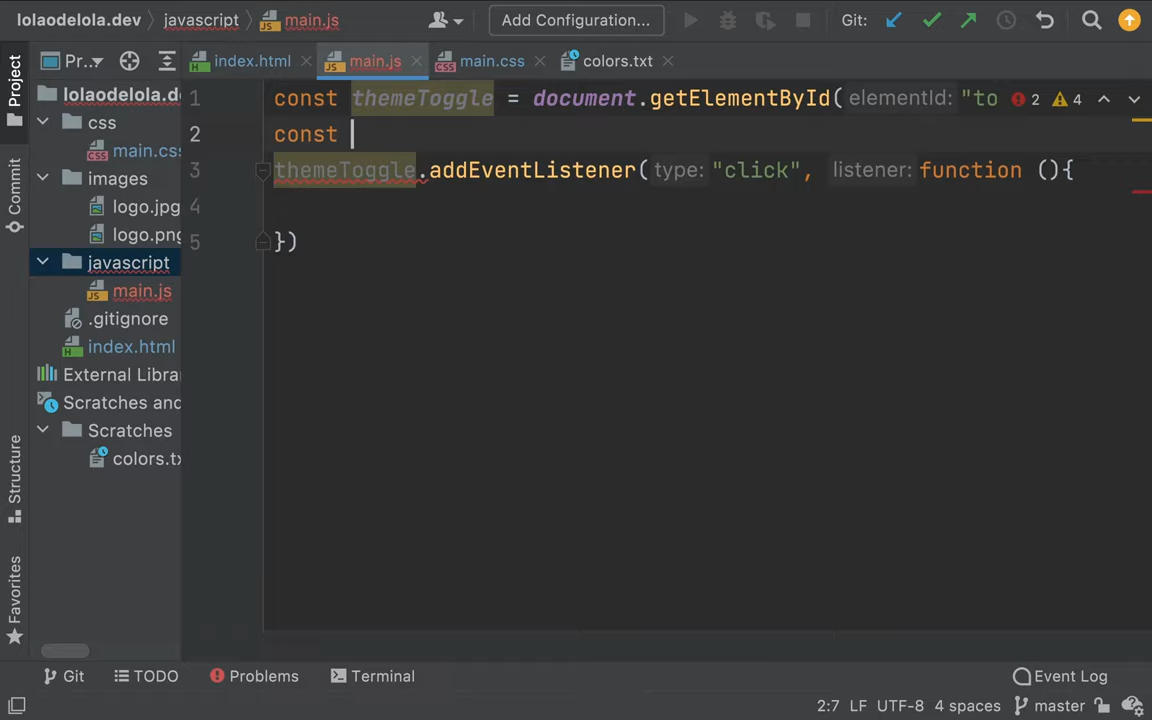 lolaodelola.dev javascript main.js Add Configuration... Git:
Project Pr... index.html main.js main.css colors.txt
lolaodelola.de
css
main.css
images
logo.jpg
logo.png
javascript
main.js
.gitignore
index.html
External Libra
Scratches and
Scratches
colors.tx
1 const themeToggle = document.getElementById( elementId: "to 2 4
2 const
3 themeToggle.addEventListener( type: "click", listener: function (){
4
5 })
Commit
Structure
Favorites
Git TODO Problems Terminal Event Log
2:7 LF UTF-8 4 spaces master